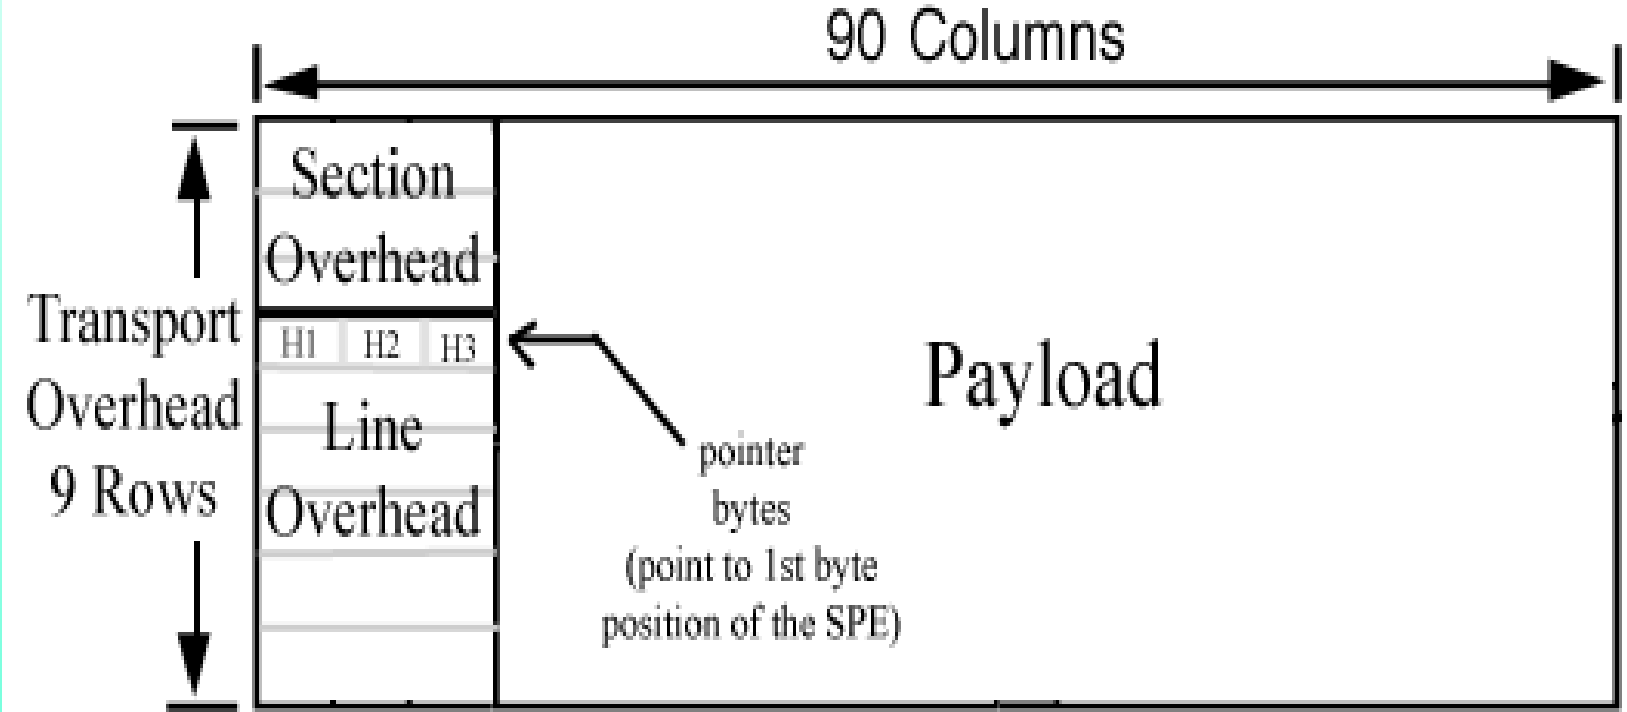 90 Columns
Section
Overhead
H1 H2 H3
Transport
Overhead
9 Rows
Line
Overhead
Payload
pointer
bytes
(point to 1st byte
position of the SPE)